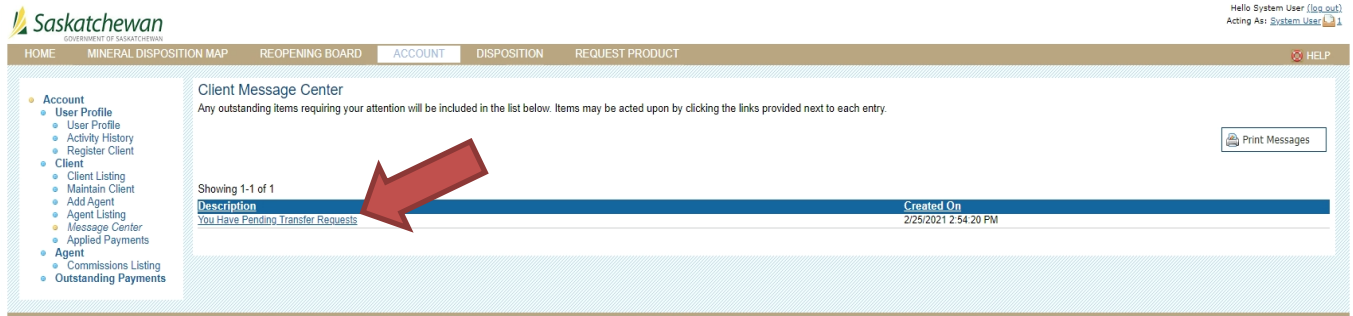 Hello System User (log out)
Acting As: System User 1
Saskatchewan
GOVERNMENT OF SASKATCHEWAN
HOME MINERAL DISPOSITION MAP REOPENING BOARD ACCOUNT DISPOSITION REQUEST PRODUCT HELP
Account
User Profile
User Profile
Activity History
Register Client
Client
Client Listing
Maintain Client
Add Agent
Agent Listing
Message Center
Applied Payments
Agent
Commissions Listing
Outstanding Payments
Client Message Center
Any outstanding items requiring your attention will be included in the list below. Items may be acted upon by clicking the links provided next to each entry.
Print Messages
Showing 1-1 of 1
Description Created On
You Have Pending Transfer Requests 2/25/2021 2:54:20 PM